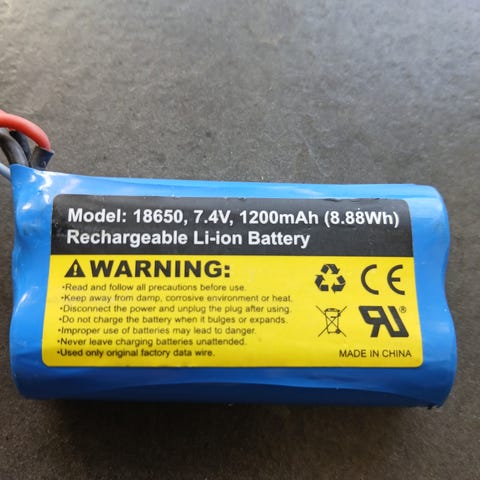 Model: 18650, 7.4V, 1200mAh (8.88Wh)
Rechargeable Li-ion Battery
WARNING:
•Read and follow all precautions before use.
•Keep away from damp, corrosive environment or heat.
•Disconnect the power and unplug the plug after using.
•Do not charge the battery when it bulges or expands.
•Improper use of batteries may lead to danger.
•Never leave charging batteries unattended.
•Used only original factory data wire.
CE
RU
MADE IN CHINA